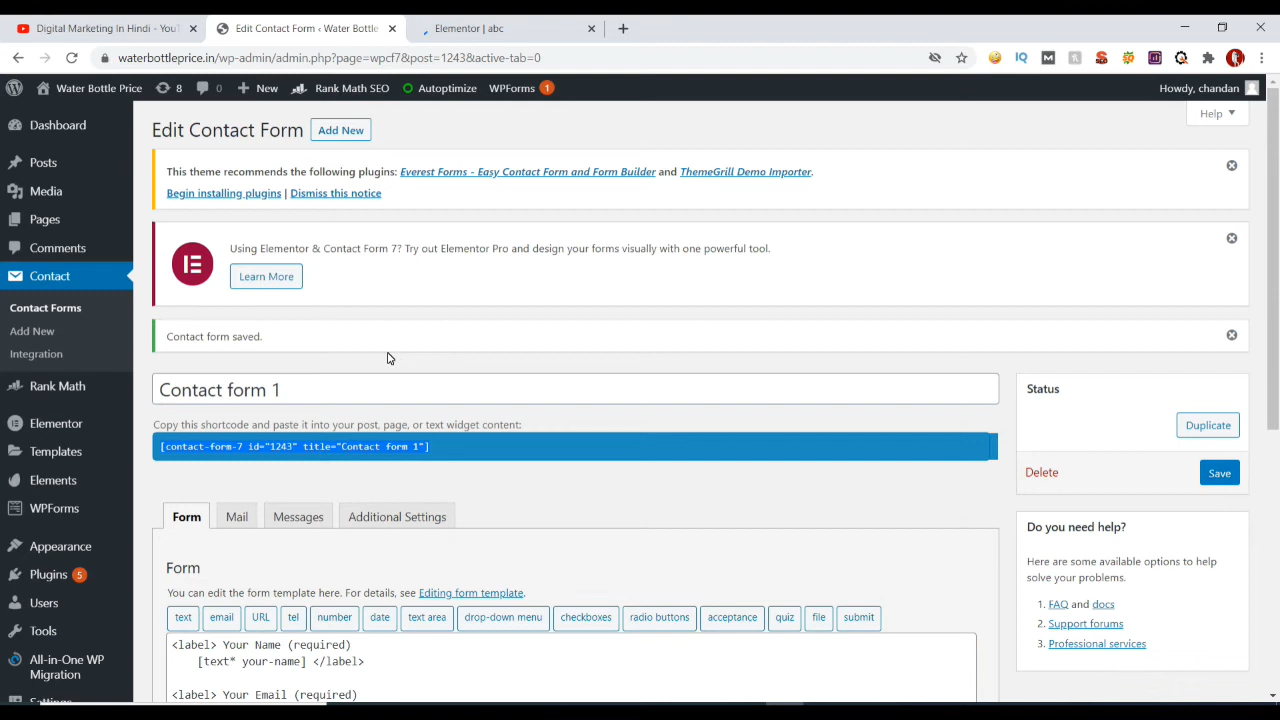 Digital Marketing In Hindi - YouT
Edit Contact Form ‹ Water Bottle
Elementor | abc
waterbottleprice.in/wp-admin/admin.php?page=wpcf7&post=1243&active-tab=0
Water Bottle Price
8
0
New
Rank Math SEO
Autoptimize
WPForms 1
Howdy, chandan
Help
Dashboard
Posts
Media
Pages
Comments
Contact
Contact Forms
Add New
Integration
Rank Math
Elementor
Templates
Elements
WPForms
Appearance
Plugins 5
Users
Tools
All-in-One WP
Migration
Settings
Edit Contact Form
Add New
This theme recommends the following plugins: Everest Forms - Easy Contact Form and Form Builder and ThemeGrill Demo Importer.
Begin installing plugins | Dismiss this notice
Using Elementor & Contact Form 7? Try out Elementor Pro and design your forms visually with one powerful tool.
Learn More
Contact form saved.
Contact form 1
Copy this shortcode and paste it into your post, page, or text widget content:
[contact-form-7 id="1243" title="Contact form 1"]
Form
Mail
Messages
Additional Settings
Form
You can edit the form template here. For details, see Editing form template.
text
email
URL
tel
number
date
text area
drop-down menu
checkboxes
radio buttons
acceptance
quiz
file
submit
<label> Your Name (required)
[text* your-name] </label>
<label> Your Email (required)
Status
Duplicate
Delete
Save
Do you need help?
Here are some available options to help
solve your problems.
1. FAQ and docs
2. Support forums
3. Professional services